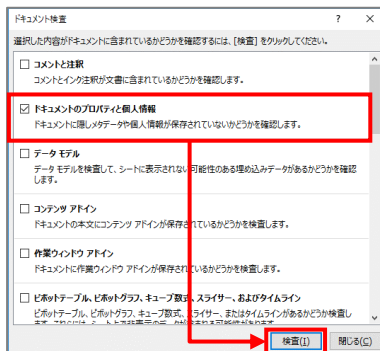 ドキュメント検査
? ×
選択した内容がドキュメントに含まれているかどうかを確認するには、[検査] をクリックしてください。
コメントと注釈
コメントとインク注釈が文書に含まれているかどうかを確認します。
ドキュメントのプロパティと個人情報
ドキュメントに隠しメタデータや個人情報が保存されていないかどうかを確認します。
データ モデル
データ モデルを検査して、シートに表示されない可能性のある埋め込みデータがあるかどうかを確認
します。
コンテンツ アドイン
ドキュメントの本文にコンテンツ アドインが保存されているかどうかを検査します。
作業ウィンドウ アドイン
ドキュメントに作業ウィンドウ アドインが保存されているかどうかを検査します。
ピボットテーブル、ピボットグラフ、キューブ数式、スライサー、およびタイムライン
ピボットテーブル、ピボットグラフ、キューブ数式、スライサー、またはタイムラインがあるかどうか検査し
検査(I)
閉じる(C)